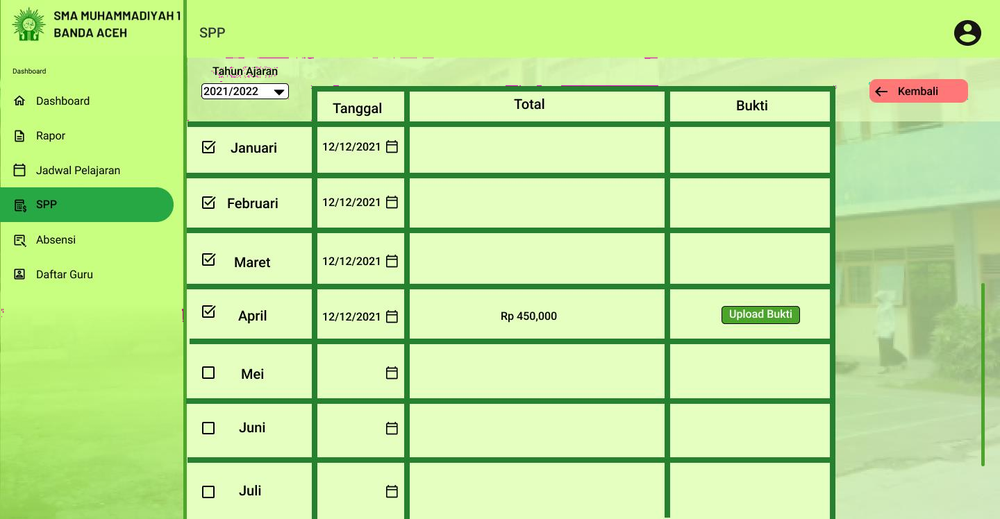 SMA MUHAMMADIYAH 1
BANDA ACEH
SPP
Dashboard
Dashboard
Rapor
Jadwal Pelajaran
SPP
Absensi
Daftar Guru
Tahun Ajaran
2021/2022
Kembali
Tanggal
Total
Bukti
Januari
12/12/2021
Februari
12/12/2021
Maret
12/12/2021
April
12/12/2021
Rp 450,000
Upload Bukti
Mei
Juni
Juli